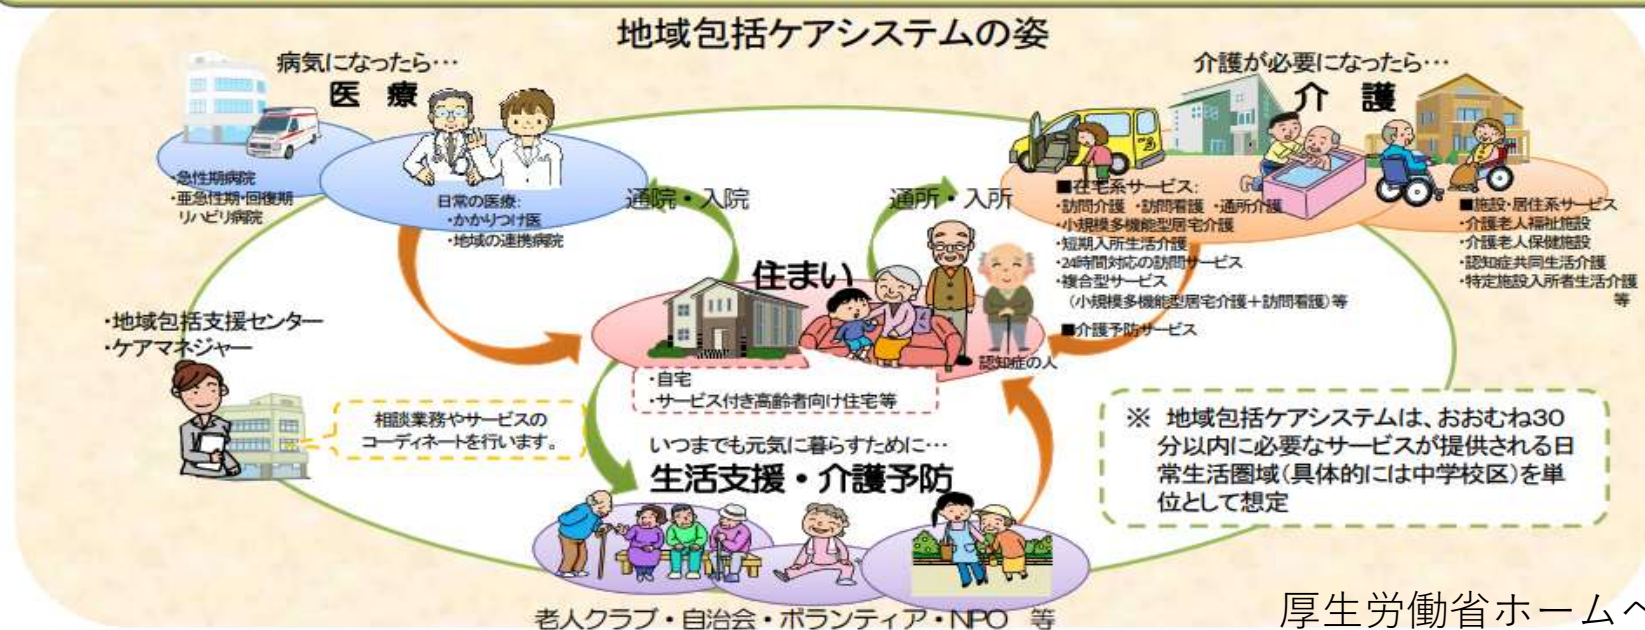 地域包括ケアシステムの姿
病気になったら･･･
医 療
介護が必要になったら･･･
介 護
・急性期病院
・亜急性期・回復期
リハビリ病院
日常の医療:
・かかりつけ医
・地域の連携病院
通院・入院
通所・入所
■在宅系サービス:
・訪問介護 ・訪問看護 ・通所介護
・小規模多機能型居宅介護
・短期入所生活介護
・24時間対応の訪問サービス
・複合型サービス
（小規模多機能型居宅介護＋訪問看護）等
■介護予防サービス
■施設・居住系サービス
・介護老人福祉施設
・介護老人保健施設
・認知症共同生活介護
・特定施設入所者生活介護
等
住まい
認知症の人
・自宅
・サービス付き高齢者向け住宅等
・地域包括支援センター
・ケアマネジャー
相談業務やサービスの
コーディネートを行います。
いつまでも元気に暮らすために･･･
生活支援・介護予防
老人クラブ・自治会・ボランティア・NPO 等
※ 地域包括ケアシステムは、おおむね30
分以内に必要なサービスが提供される日
常生活圏域（具体的には中学校区）を単
位として想定
厚生労働省ホーム